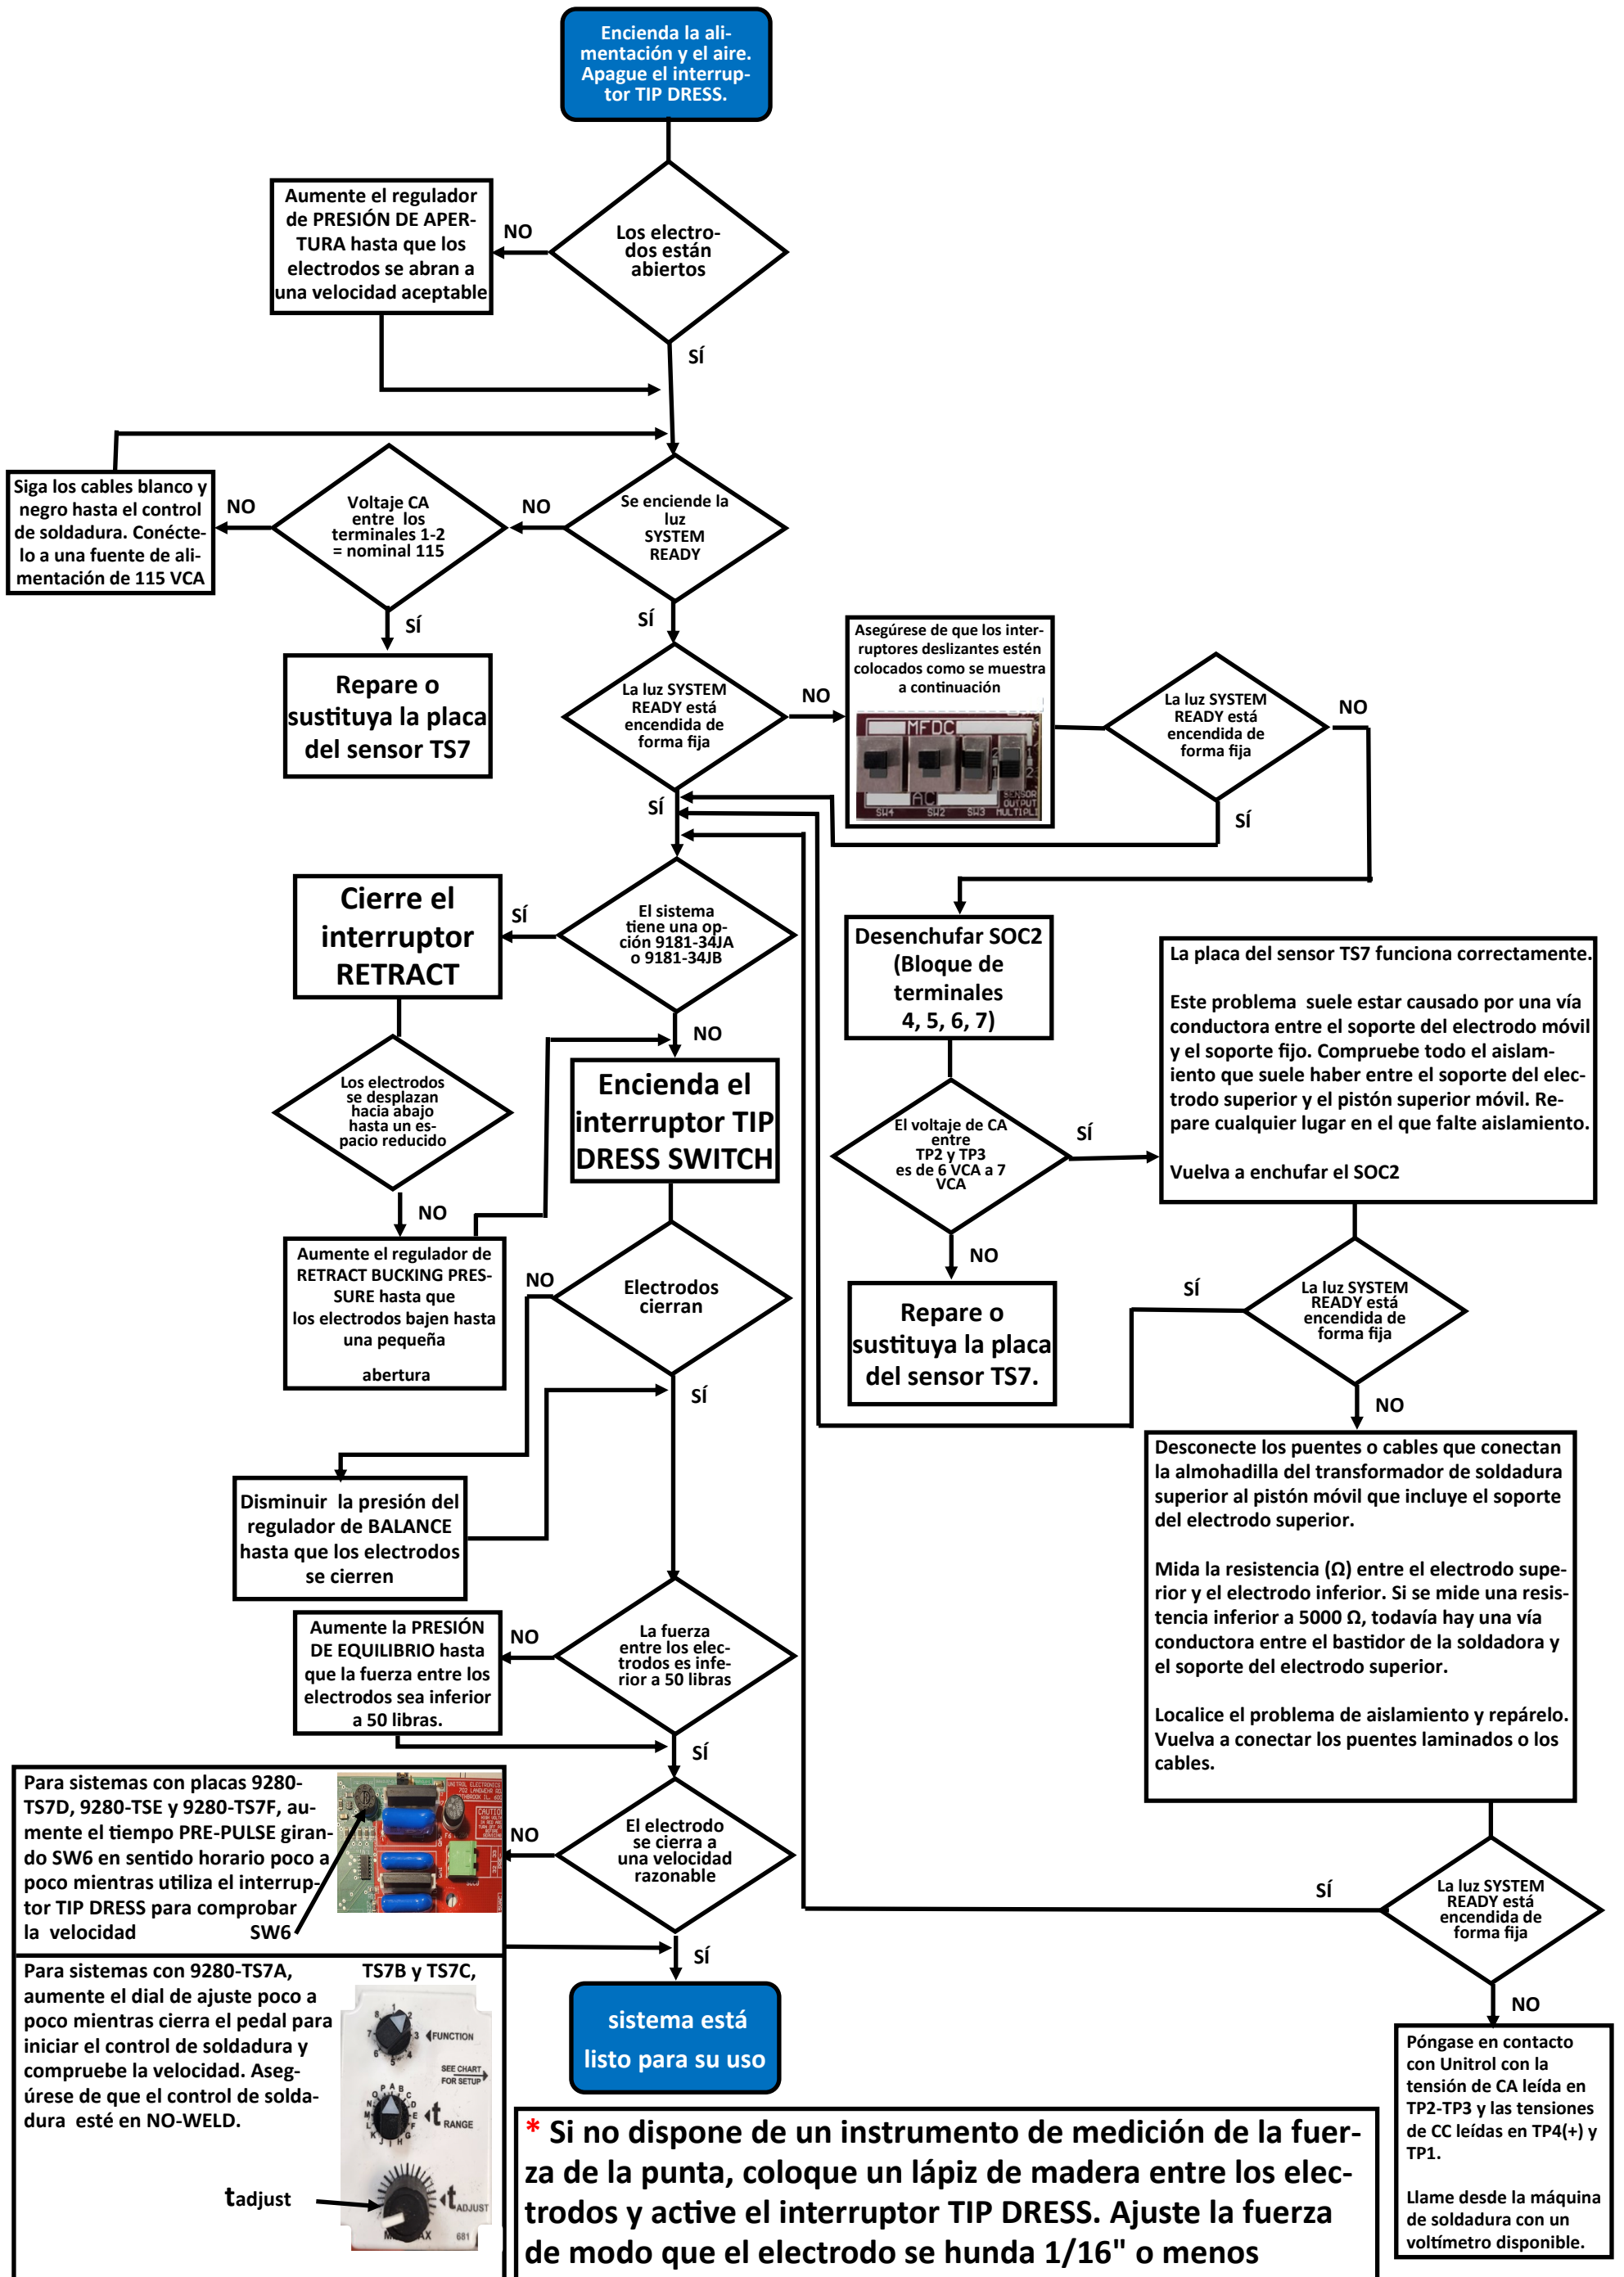 Encienda la ali-
mentación y el aire.
Apague el interrup-
tor TIP DRESS.
Los electro-
dos están
abiertos
NO
Aumente el regulador
de PRESIÓN DE APER-
TURA hasta que los
electrodos se abran a
una velocidad aceptable
SÍ
Se enciende la
luz
SYSTEM
READY
NO
Voltaje CA
entre los
terminales 1-2
= nominal 115
NO
Siga los cables blanco y
negro hasta el control
de soldadura. Conécte-
lo a una fuente de ali-
mentación de 115 VCA
SÍ
Repare o
sustituya la placa
del sensor TS7
SÍ
La luz SYSTEM
READY está
encendida de
forma fija
NO
Asegúrese de que los inter-
ruptores deslizantes estén
colocados como se muestra
a continuación
MFDC
AC
SW4 SW2 SW3
SENSOR
OUTPUT
MULTIPLI
La luz SYSTEM
READY está
encendida de
forma fija
NO
SÍ
SÍ
El sistema
tiene una op-
ción 9181-34JA
o 9181-34JB
SÍ
Cierre el
interruptor
RETRACT
Los electrodos
se desplazan
hacia abajo
hasta un es-
pacio reducido
NO
Aumente el regulador de
RETRACT BUCKING PRES-
SURE hasta que
los electrodos bajen hasta
una pequeña
abertura
NO
Encienda el
interruptor TIP
DRESS SWITCH
Electrodos
cierran
NO
Disminuir la presión del
regulador de BALANCE
hasta que los electrodos
se cierren
SÍ
La fuerza
entre los elec-
trodos es infe-
rior a 50 libras
NO
Aumente la PRESIÓN
DE EQUILIBRIO hasta
que la fuerza entre los
electrodos sea inferior
a 50 libras.
SÍ
El electrodo
se cierra a
una velocidad
razonable
NO
Para sistemas con placas 9280-
TS7D, 9280-TSE y 9280-TS7F, au-
mente el tiempo PRE-PULSE giran-
do SW6 en sentido horario poco a
poco mientras utiliza el interrup-
tor TIP DRESS para comprobar
la velocidad SW6
UNITROL ELECTRONICS
702 LANDWEHR RD
CAUTION
Para sistemas con 9280-TS7A, TS7B y TS7C,
aumente el dial de ajuste poco a
poco mientras cierra el pedal para
iniciar el control de soldadura y
compruebe la velocidad. Aseg-
úrese de que el control de solda-
dura esté en NO-WELD.
1 2 3 4 5 6 7 8
FUNCTION
SEE CHART
FOR SETUP
A B C D E F G H I J K L M N O P
t RANGE
t ADJUST
681
tadjust
SÍ
sistema está
listo para su uso
Desenchufar SOC2
(Bloque de
terminales
4, 5, 6, 7)
El voltaje de CA
entre
TP2 y TP3
es de 6 VCA a 7
VCA
NO
Repare o
sustituya la placa
del sensor TS7.
SÍ
La placa del sensor TS7 funciona correctamente.
Este problema suele estar causado por una vía
conductora entre el soporte del electrodo móvil
y el soporte fijo. Compruebe todo el aislam-
iento que suele haber entre el soporte del elec-
trodo superior y el pistón superior móvil. Re-
pare cualquier lugar en el que falte aislamiento.
Vuelva a enchufar el SOC2
La luz SYSTEM
READY está
encendida de
forma fija
SÍ
NO
Desconecte los puentes o cables que conectan
la almohadilla del transformador de soldadura
superior al pistón móvil que incluye el soporte
del electrodo superior.
Mida la resistencia (Ω) entre el electrodo supe-
rior y el electrodo inferior. Si se mide una resis-
tencia inferior a 5000 Ω, todavía hay una vía
conductora entre el bastidor de la soldadora y
el soporte del electrodo superior.
Localice el problema de aislamiento y repárelo.
Vuelva a conectar los puentes laminados o los
cables.
La luz SYSTEM
READY está
encendida de
forma fija
SÍ
NO
Póngase en contacto
con Unitrol con la
tensión de CA leída en
TP2-TP3 y las tensiones
de CC leídas en TP4(+) y
TP1.
Llame desde la máquina
de soldadura con un
voltímetro disponible.
* Si no dispone de un instrumento de medición de la fuer-
za de la punta, coloque un lápiz de madera entre los elec-
trodos y active el interruptor TIP DRESS. Ajuste la fuerza
de modo que el electrodo se hunda 1/16" o menos